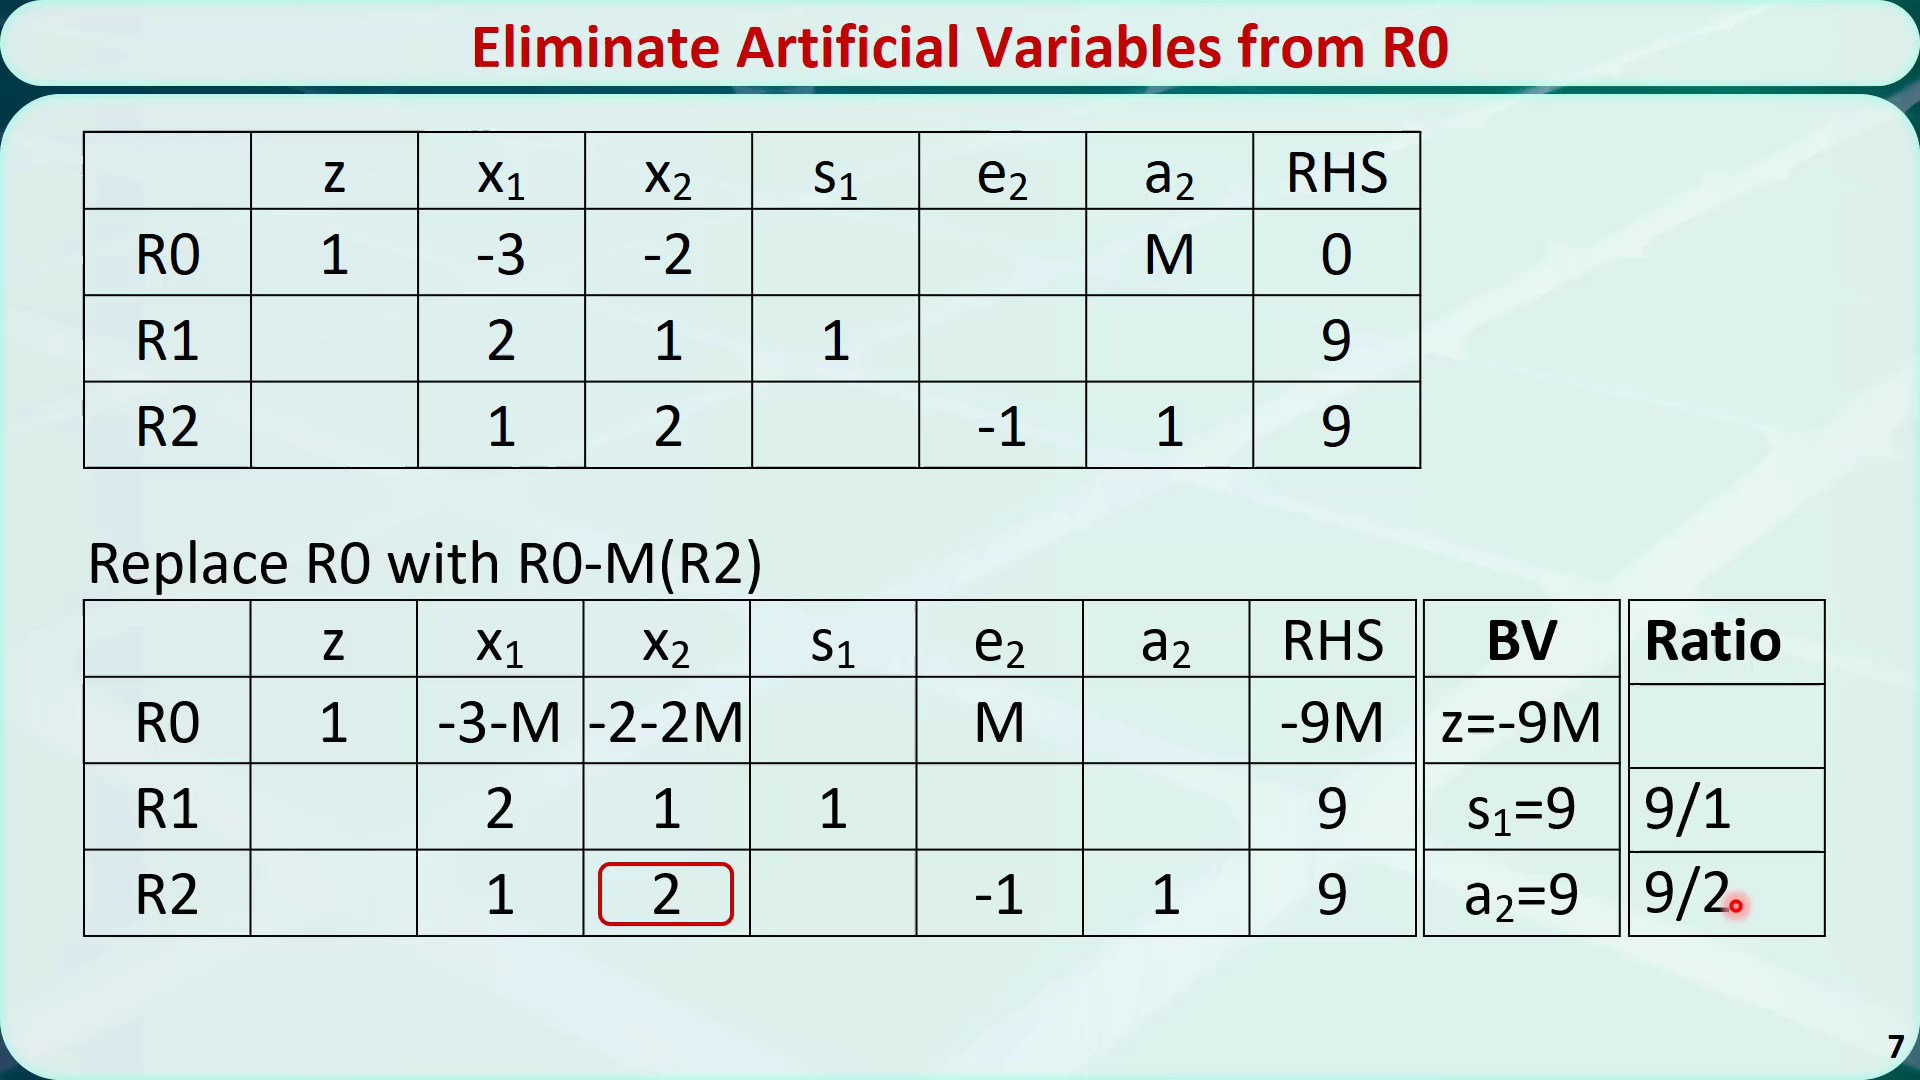 Eliminate Artificial Variables from R0
z x₁ x₂ s₁ e₂ a₂ RHS
R0 1 -3 -2 M 0
R1 2 1 1 9
R2 1 2 -1 1 9
Replace R0 with R0-M(R2)
z x₁ x₂ s₁ e₂ a₂ RHS BV Ratio
R0 1 -3-M -2-2M M -9M z=-9M
R1 2 1 1 9 s₁=9 9/1
R2 1 2 -1 1 9 a₂=9 9/2
7